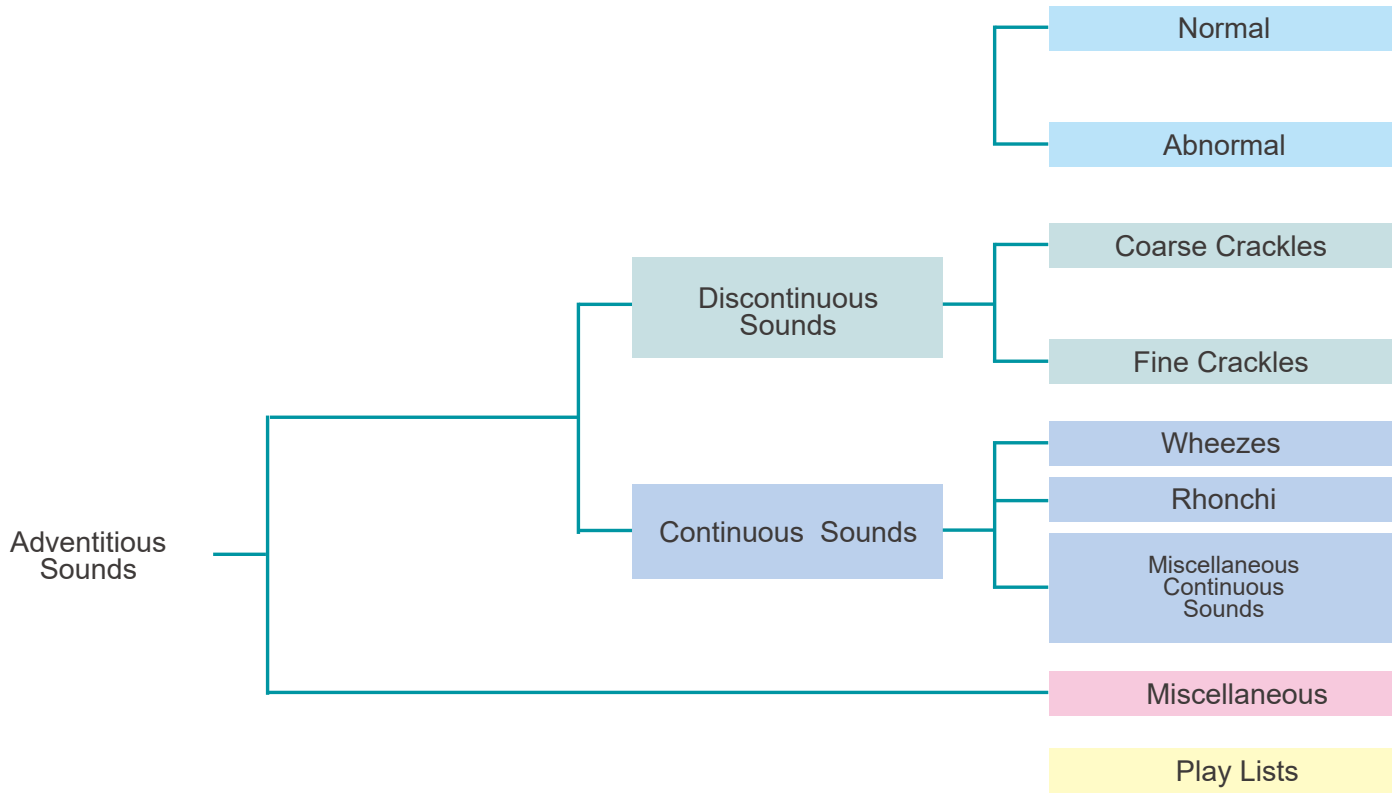 Normal
Abnormal
Coarse Crackles
Discontinuous
Sounds
Fine Crackles
Wheezes
Rhonchi
Continuous Sounds
Adventitious
Sounds
Miscellaneous
Continuous
Sounds
Miscellaneous
Play Lists